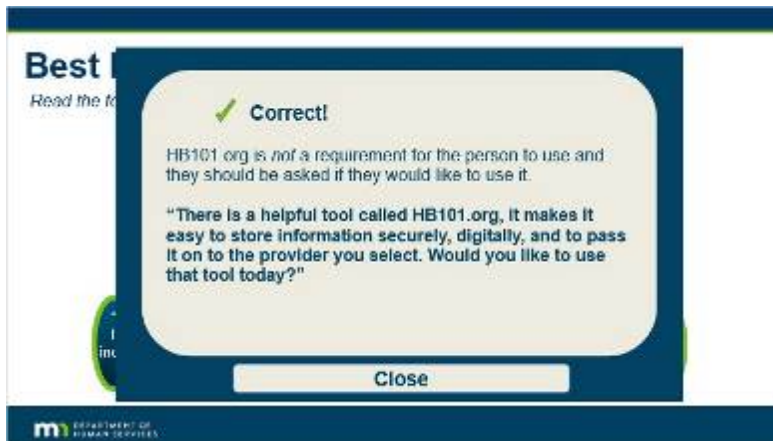 Best
Read the fo
Correct!
HB101.org is not a requirement for the person to use and
they should be asked if they would like to use it.
“There is a helpful tool called HB101.org, it makes it
easy to store information securely, digitally, and to pass
it on to the provider you select. Would you like to use
that tool today?”
inc
Close
mn DEPARTMENT OF
HUMAN SERVICES